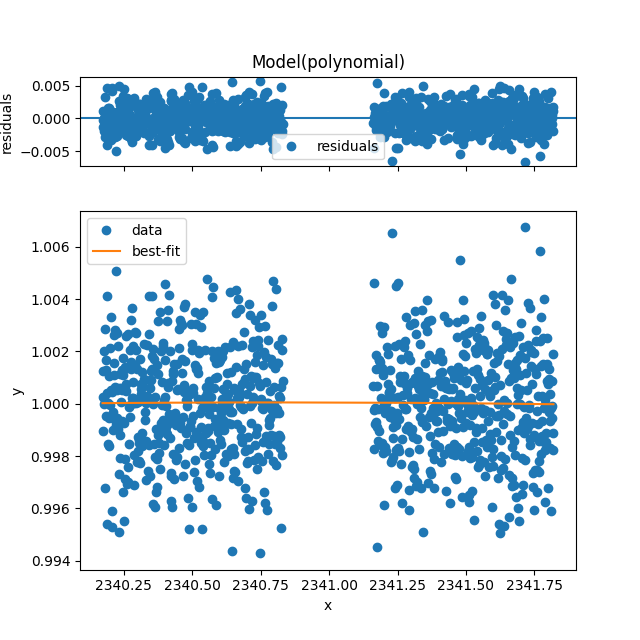 Model(polynomial)
residuals
0.005
0.000
−0.005
residuals
y
1.006
1.004
1.002
1.000
0.998
0.996
0.994
data
best-fit
2340.25 2340.50 2340.75 2341.00 2341.25 2341.50 2341.75
x